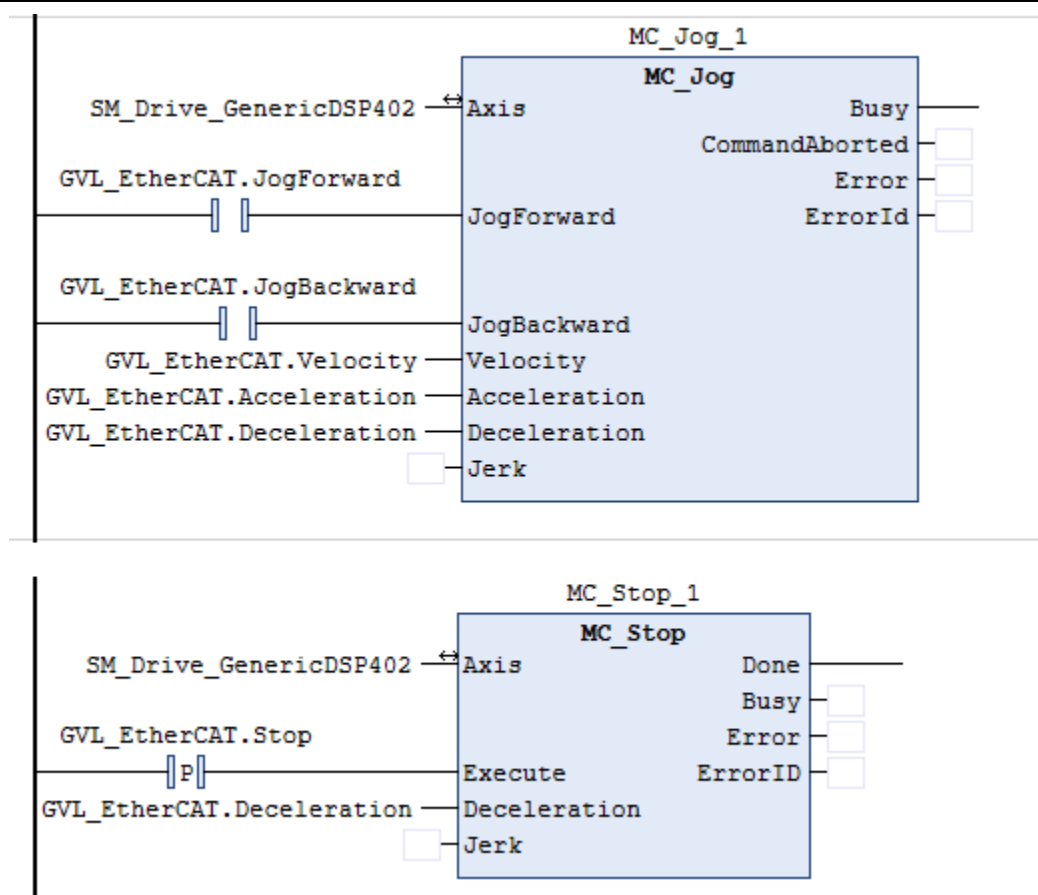 MC_Jog_1
MC_Jog
SM_Drive_GenericDSP402 Axis Busy
CommandAborted
GVL_EtherCAT.JogForward Error
JogForward ErrorId
GVL_EtherCAT.JogBackward
JogBackward
GVL_EtherCAT.Velocity Velocity
GVL_EtherCAT.Acceleration Acceleration
GVL_EtherCAT.Deceleration Deceleration
Jerk
MC_Stop_1
MC_Stop
SM_Drive_GenericDSP402 Axis Done
Busy
GVL_EtherCAT.Stop Error
P Execute ErrorID
GVL_EtherCAT.Deceleration Deceleration
Jerk